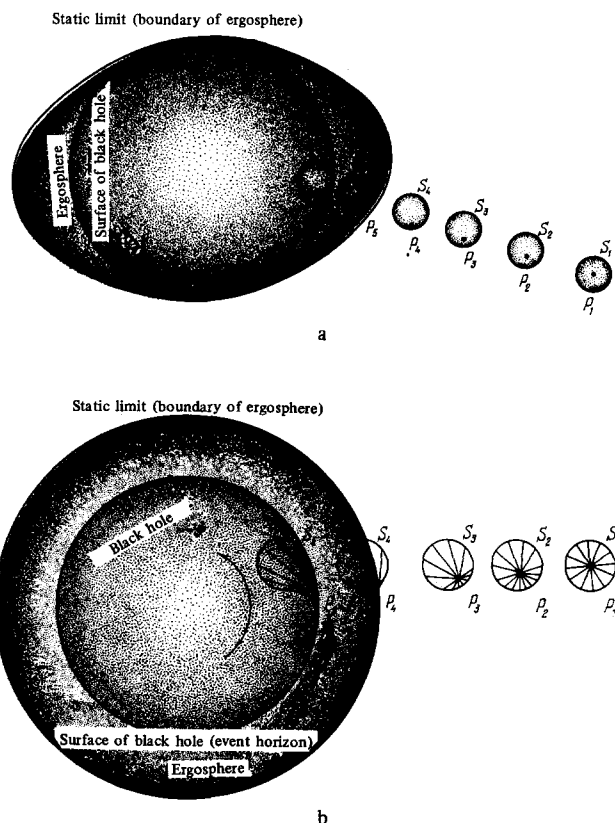 Static limit (boundary of ergosphere)
Ergosphere
Surface of black hole
S₄
S₃
S₂
S₁
P₅
P₄
P₃
P₂
P₁
a
Static limit (boundary of ergosphere)
Black hole
S₄
S₃
S₂
P₄
P₃
P₂
Surface of black hole (event horizon)
Ergosphere
b